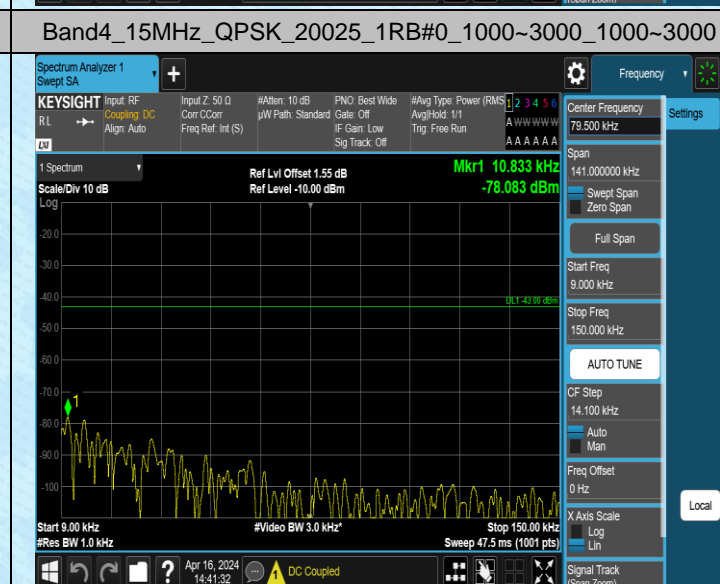 (Span Zoom)
Band4_15MHz_QPSK_20025_1RB#0_1000~3000_1000~3000
Spectrum Analyzer 1
Swept SA
Frequency
KEYSIGHT Input: RF Input Z: 50 Ω #Atten: 10 dB PNO: Best Wide #Avg Type: Power (RMS 1 2 3 4 5 6
RL Coupling: DC Corr CCorr µW Path: Standard Gate: Off Avg|Hold: 1/1 A W W W W W
Align: Auto Freq Ref: Int (S) IF Gain: Low Trig: Free Run
Sig Track: Off A A A A A A
LXI
1 Spectrum
Scale/Div 10 dB
Ref Lvl Offset 1.55 dB
Ref Level -10.00 dBm
Mkr1 10.833 kHz
-78.083 dBm
Log
-20.0
-30.0
-40.0
DL1 -43.00 dBm
-50.0
-60.0
-70.0
1
-80.0
-90.0
-100
Start 9.00 kHz #Video BW 3.0 kHz* Stop 150.00 kHz
#Res BW 1.0 kHz Sweep 47.5 ms (1001 pts)
Center Frequency
79.500 kHz
Settings
Span
141.000000 kHz
Swept Span
Zero Span
Full Span
Start Freq
9.000 kHz
Stop Freq
150.000 kHz
AUTO TUNE
CF Step
14.100 kHz
Auto
Man
Freq Offset
0 Hz
X Axis Scale
Log
Lin
Local
Signal Track
(Span Zoom)
? Apr 16, 2024
14:41:32
1 DC Coupled